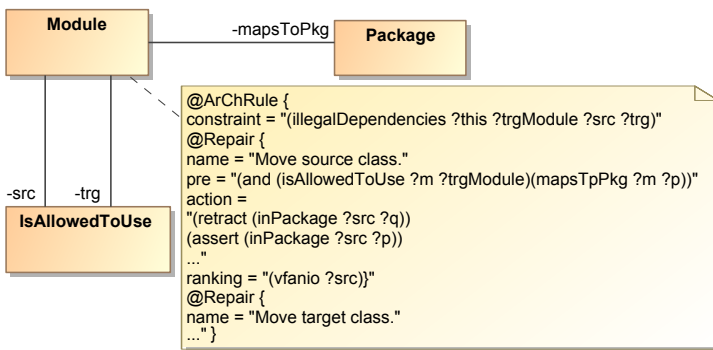 Module
-mapsToPkg
Package
@ArChRule {
constraint = "(illegalDependencies ?this ?trgModule ?src ?trg)"
@Repair {
name = "Move source class."
pre = "(and (isAllowedToUse ?m ?trgModule)(mapsTpPkg ?m ?p))"
action =
"(retract (inPackage ?src ?q))
(assert (inPackage ?src ?p))
..."
ranking = "(vfanio ?src)}"
@Repair {
name = "Move target class."
..." }
-src
-trg
IsAllowedToUse